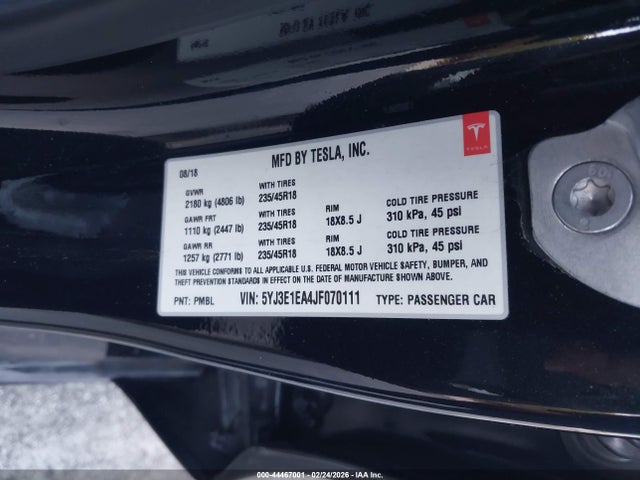 MFD BY TESLA, INC.
TESLA
08/18
GVWR
2180 kg (4806 lb)
WITH TIRES
235/45R18
GAWR FRT
1110 kg (2447 lb)
WITH TIRES
235/45R18
RIM
18X8.5 J
COLD TIRE PRESSURE
310 kPa, 45 psi
GAWR RR
1257 kg (2771 lb)
WITH TIRES
235/45R18
RIM
18X8.5 J
COLD TIRE PRESSURE
310 kPa, 45 psi
THIS VEHICLE CONFORMS TO ALL APPLICABLE U.S. FEDERAL MOTOR VEHICLE SAFETY, BUMPER, AND
THEFT PREVENTION STANDARDS IN EFFECT ON THE DATE OF MANUFACTURE SHOWN ABOVE.
PNT: PMBL VIN: 5YJ3E1EA4JF070111 TYPE: PASSENGER CAR
000-44467001 - 02/24/2026 - IAAI